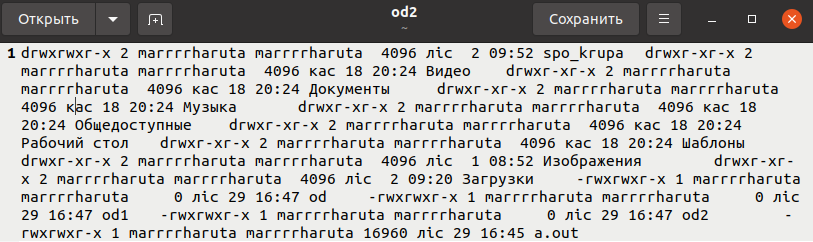 Открыть
od2
~
Сохранить
1 drwxrwxr-x 2 marrrrharuta marrrrharuta  4096 ліс  2 09:52 spo_krupa  drwxr-xr-x 2
marrrrharuta marrrrharuta  4096 кас 18 20:24 Видео   drwxr-xr-x 2 marrrrharuta
marrrrharuta  4096 кас 18 20:24 Документы     drwxr-xr-x 2 marrrrharuta marrrrharuta
4096 кас 18 20:24 Музыка      drwxr-xr-x 2 marrrrharuta marrrrharuta  4096 кас 18
20:24 Общедоступные    drwxr-xr-x 2 marrrrharuta marrrrharuta  4096 кас 18 20:24
Рабочий стол   drwxr-xr-x 2 marrrrharuta marrrrharuta  4096 кас 18 20:24 Шаблоны
drwxr-xr-x 2 marrrrharuta marrrrharuta  4096 ліс  1 08:52 Изображения        drwxr-xr-
x 2 marrrrharuta marrrrharuta  4096 ліс  2 09:20 Загрузки    -rwxrwxr-x 1 marrrrharuta
marrrrharuta     0 ліс 29 16:47 od    -rwxrwxr-x 1 marrrrharuta marrrrharuta     0 ліс
29 16:47 od1   -rwxrwxr-x 1 marrrrharuta marrrrharuta     0 ліс 29 16:47 od2        -
rwxrwxr-x 1 marrrrharuta marrrrharuta 16960 ліс 29 16:45 a.out